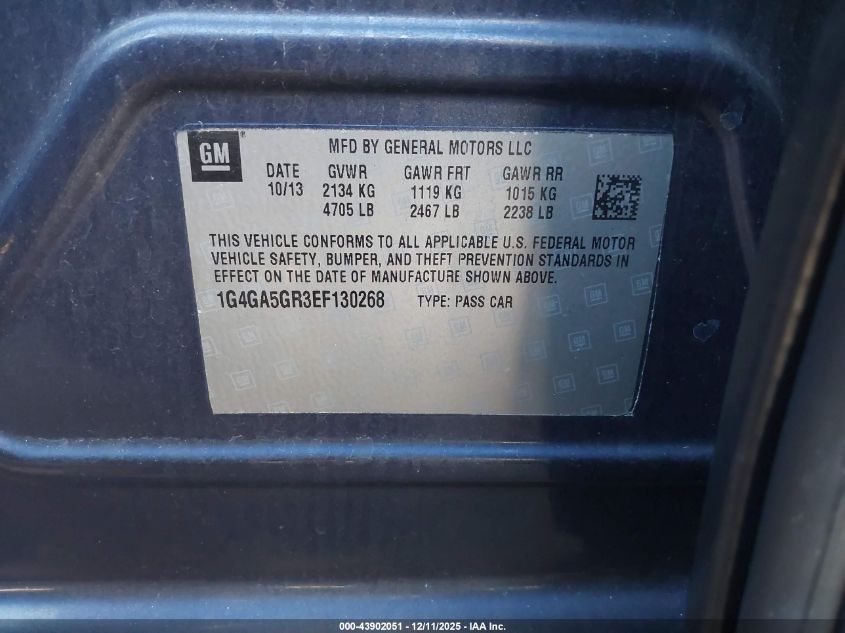 GM
MFD BY GENERAL MOTORS LLC
DATE GVWR GAWR FRT GAWR RR
10/13 2134 KG 1119 KG 1015 KG
4705 LB 2467 LB 2238 LB
THIS VEHICLE CONFORMS TO ALL APPLICABLE U.S. FEDERAL MOTOR
VEHICLE SAFETY, BUMPER, AND THEFT PREVENTION STANDARDS IN
EFFECT ON THE DATE OF MANUFACTURE SHOWN ABOVE.
1G4GA5GR3EF130268 TYPE: PASS CAR
000-43902051 - 12/11/2025 - IAA Inc.